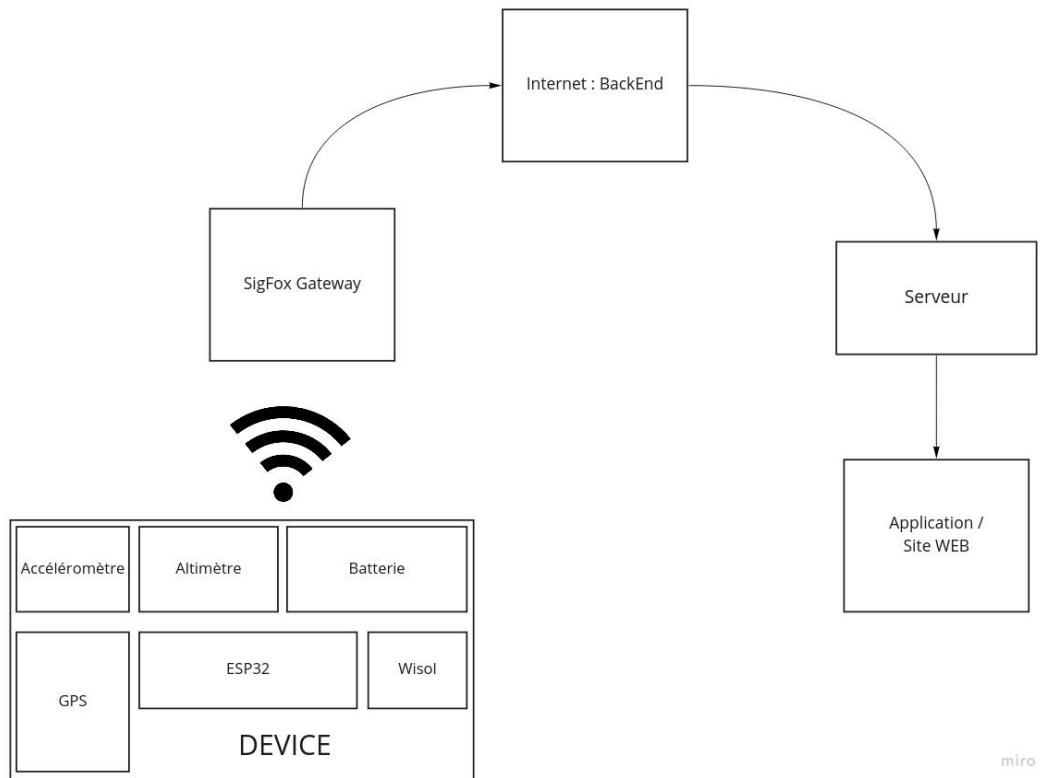 Internet : BackEnd
SigFox Gateway
Serveur
Application /
Site WEB
Accéléromètre
Altimètre
Batterie
GPS
ESP32
Wisol
DEVICE
miro